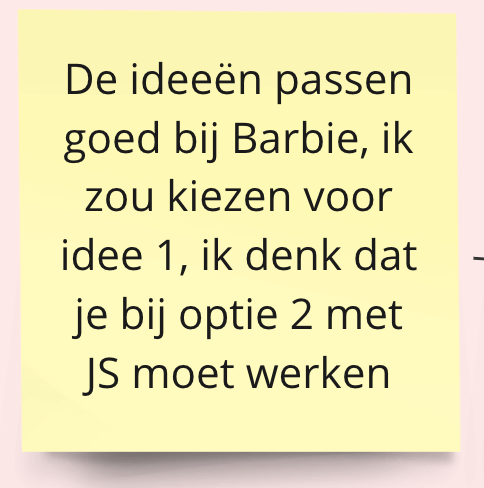 De ideeën passen
goed bij Barbie, ik
zou kiezen voor
idee 1, ik denk dat
je bij optie 2 met
JS moet werken